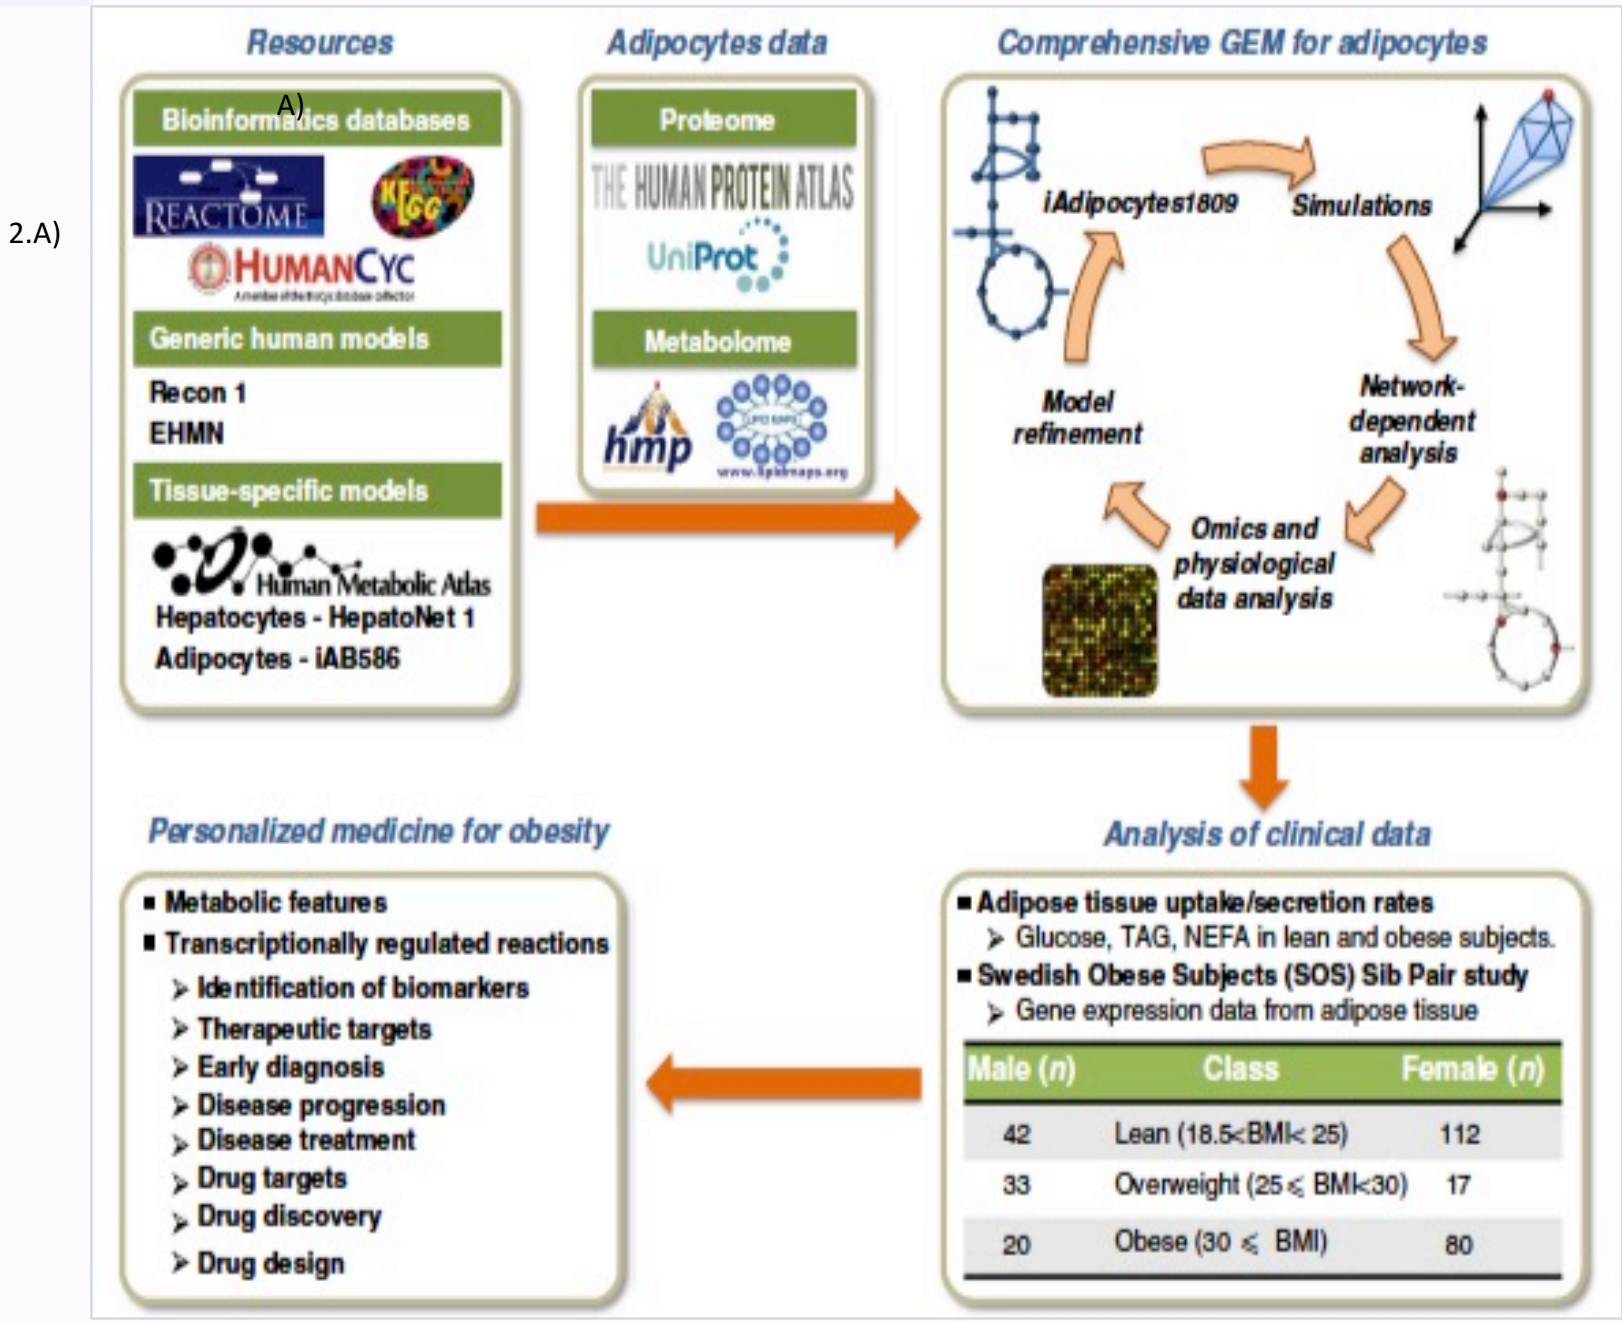 2.A)
Resources
A)
Bioinformatics databases
REACTOME
KEGG
HUMANCYC
Generic human models
Recon 1
EHMN
Tissue-specific models
Human Metabolic Atlas
Hepatocytes - HepatoNet 1
Adipocytes - iAB586
Adipocytes data
Proteome
THE HUMAN PROTEIN ATLAS
UniProt
Metabolome
hmp
LIPID MAPS
www.lipidmaps.org
Comprehensive GEM for adipocytes
iAdipocytes1809
Simulations
Network-
dependent
analysis
Omics and
physiological
data analysis
Model
refinement
Analysis of clinical data
■ Adipose tissue uptake/secretion rates
➢ Glucose, TAG, NEFA in lean and obese subjects.
■ Swedish Obese Subjects (SOS) Sib Pair study
➢ Gene expression data from adipose tissue
Male (n) Class Female (n)
42 Lean (18.5<BMI< 25) 112
33 Overweight (25 ⩽ BMI<30) 17
20 Obese (30 ⩽ BMI) 80
Personalized medicine for obesity
■ Metabolic features
■ Transcriptionally regulated reactions
➢ Identification of biomarkers
➢ Therapeutic targets
➢ Early diagnosis
➢ Disease progression
➢ Disease treatment
➢ Drug targets
➢ Drug discovery
➢ Drug design